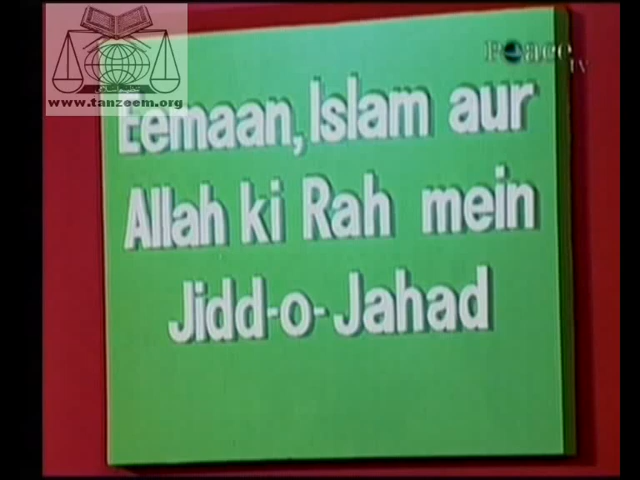 Peace TV
www.tanzeem.org
Eemaan, Islam aur
Allah ki Rah mein
Jidd-o-Jahad